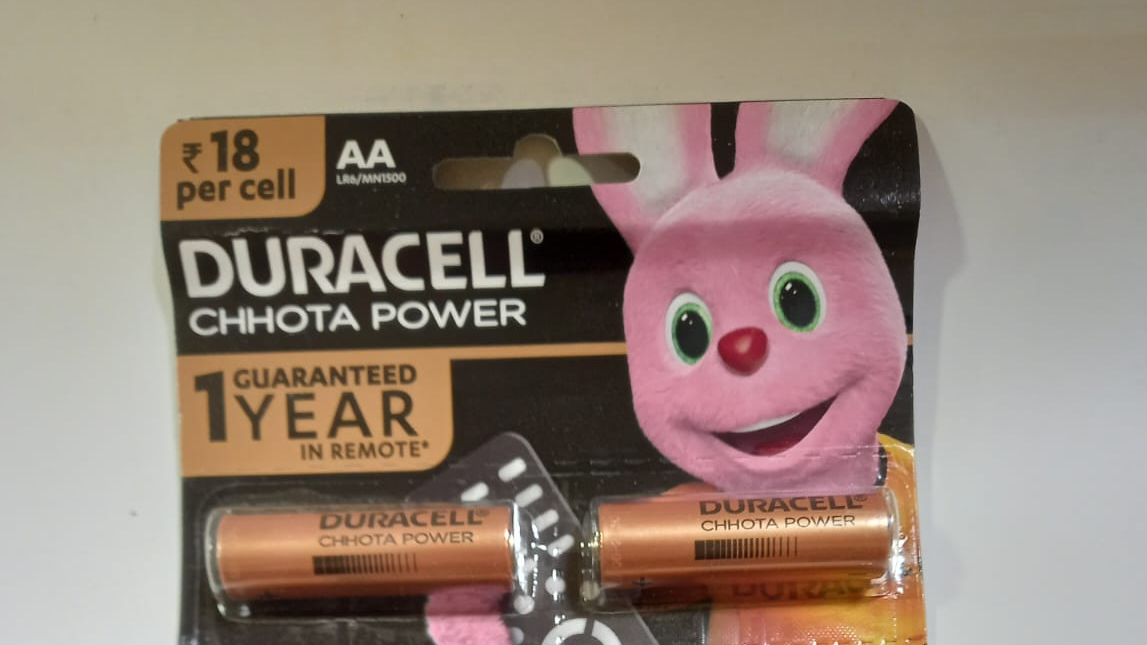 ₹ 18
per cell
AA
LR6/MN1500
DURACELL®
CHHOTA POWER
1 GUARANTEED
YEAR
IN REMOTE*
DURACELL®
CHHOTA POWER
DURACELL®
CHHOTA POWER
+
+